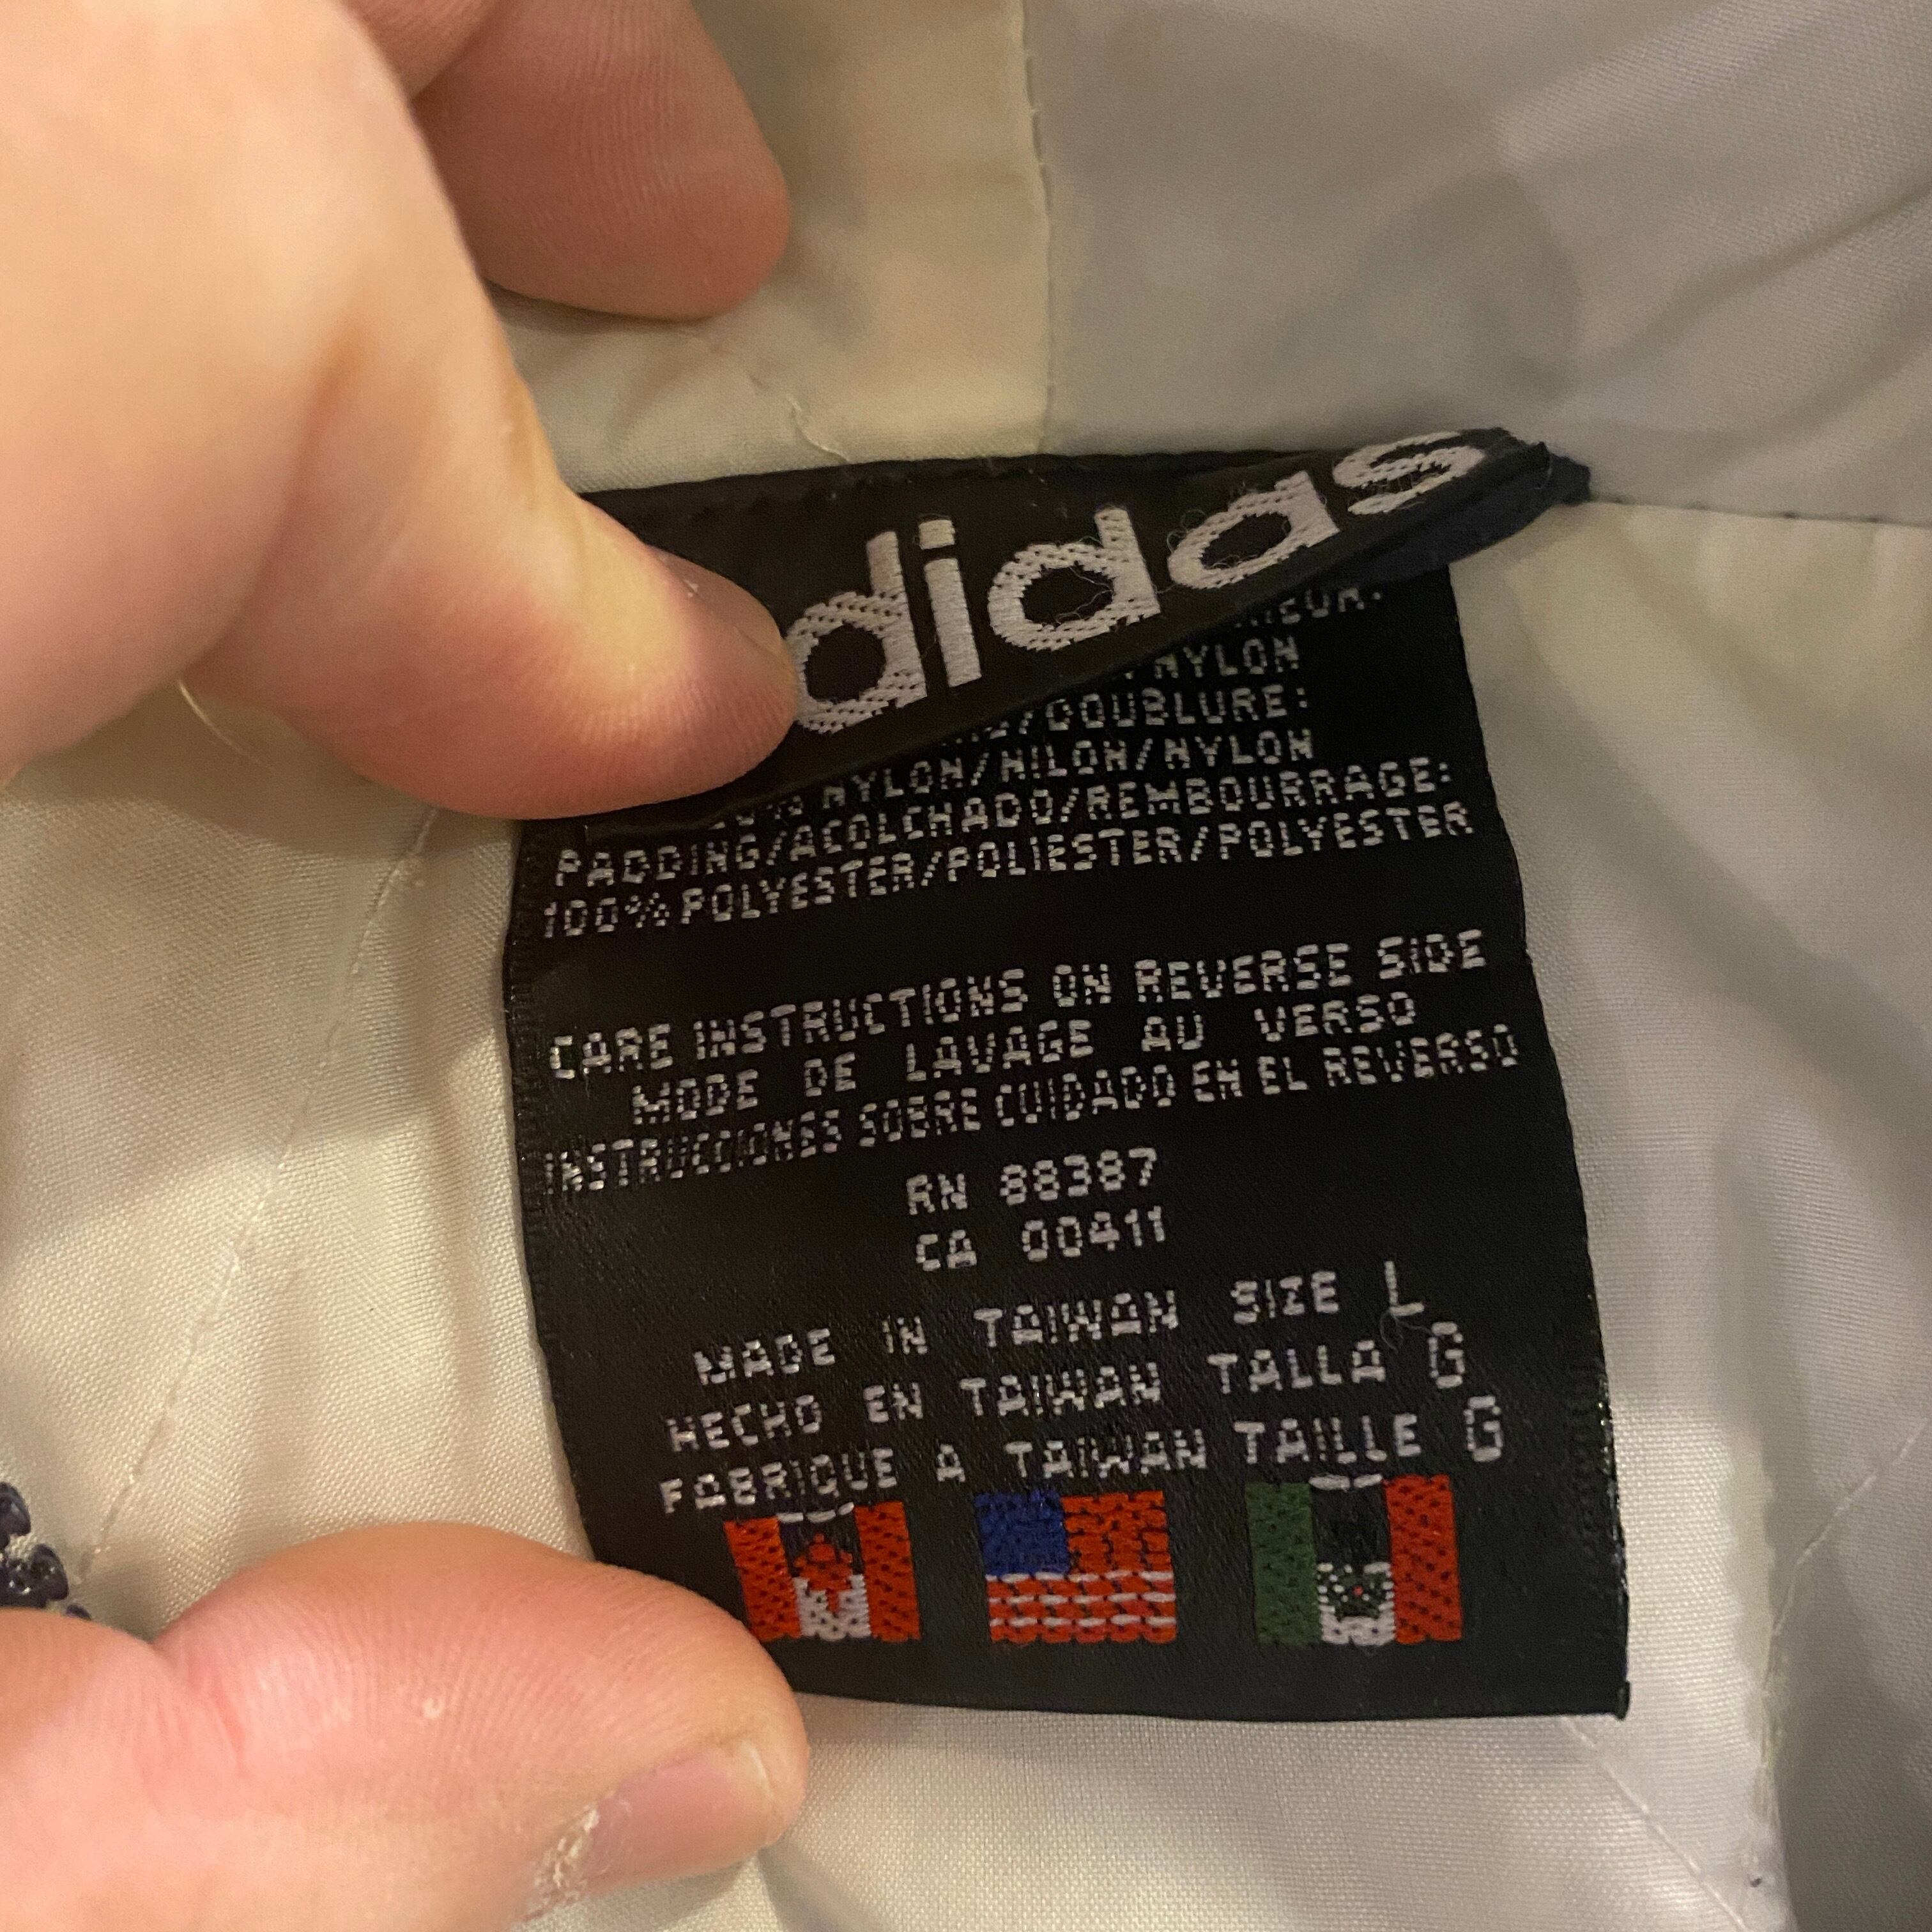 didas
NYLON
/DOUBLURE:
NYLON/NILON/NYLON
PADDING/ACOLCHADO/REMBOURRAGE:
100% POLYESTER/POLIESTER/POLYESTER
CARE INSTRUCTIONS ON REVERSE SIDE
MODE DE LAVAGE AU VERSO
INSTRUCCIONES SOBRE CUIDADO EN EL REVERSO
RN 88387
CA 00411
MADE IN TAIWAN SIZE L
HECHO EN TAIWAN TALLA G
FABRIQUE A TAIWAN TAILLE G